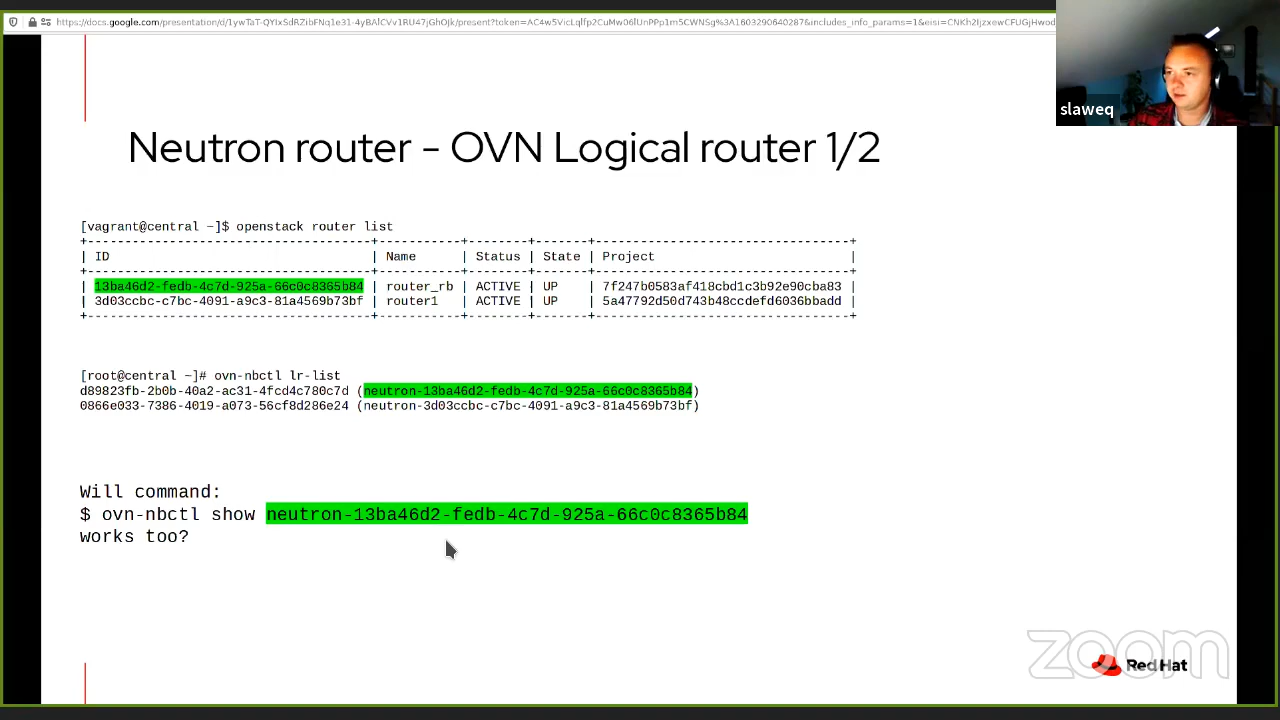 slaweq
Neutron router - OVN Logical router 1/2
[vagrant@central ~]$ openstack router list
+--------------------------------------+-----------+--------+-------+----------------------------------+
| ID | Name | Status | State | Project |
+--------------------------------------+-----------+--------+-------+----------------------------------+
| 13ba46d2-fedb-4c7d-925a-66c0c8365b84 | router_rb | ACTIVE | UP | 7f247b0583af418cbd1c3b92e90cba83 |
| 3d03ccbc-c7bc-4091-a9c3-81a4569b73bf | router1 | ACTIVE | UP | 5a47792d50d743b48ccdefd6036bbadd |
+--------------------------------------+-----------+--------+-------+----------------------------------+
[root@central ~]# ovn-nbctl lr-list
d89823fb-2b0b-40a2-ac31-4fcd4c780c7d (neutron-13ba46d2-fedb-4c7d-925a-66c0c8365b84)
0866e033-7386-4019-a073-56cf8d286e24 (neutron-3d03ccbc-c7bc-4091-a9c3-81a4569b73bf)
Will command:
$ ovn-nbctl show neutron-13ba46d2-fedb-4c7d-925a-66c0c8365b84
works too?
zoom
Red Hat